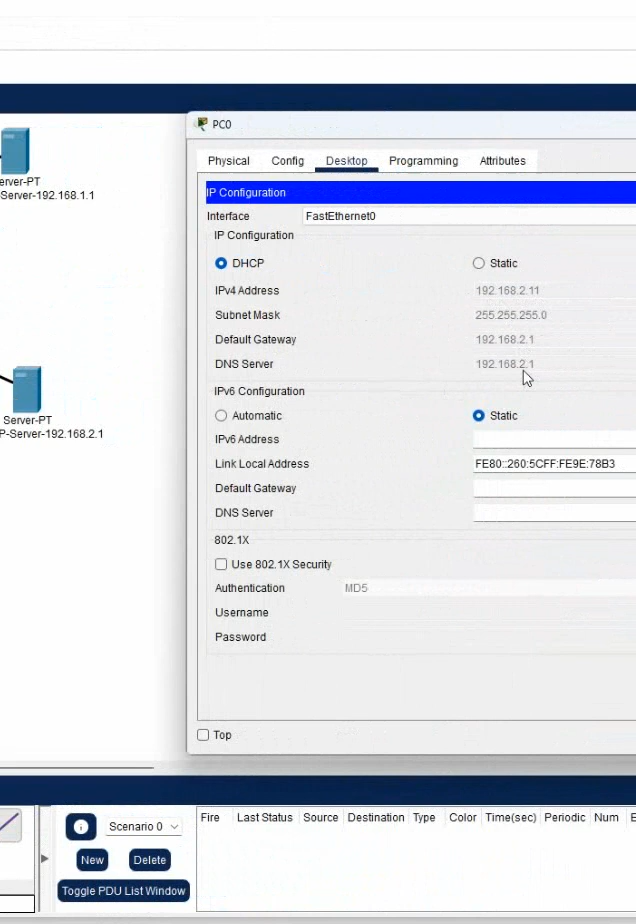 PC0
Physical Config Desktop Programming Attributes
erver-PT
-Server-192.168.1.1
IP Configuration
Interface FastEthernet0
IP Configuration
DHCP Static
IPv4 Address 192.168.2.11
Subnet Mask 255.255.255.0
Default Gateway 192.168.2.1
DNS Server 192.168.2.1
IPv6 Configuration
Automatic Static
IPv6 Address
Link Local Address FE80::260:5CFF:FE9E:78B3
Default Gateway
DNS Server
Server-PT
P-Server-192.168.2.1
802.1X
Use 802.1X Security
Authentication MD5
Username
Password
Top
Scenario 0
New Delete
Toggle PDU List Window
Fire Last Status Source Destination Type Color Time(sec) Periodic Num E